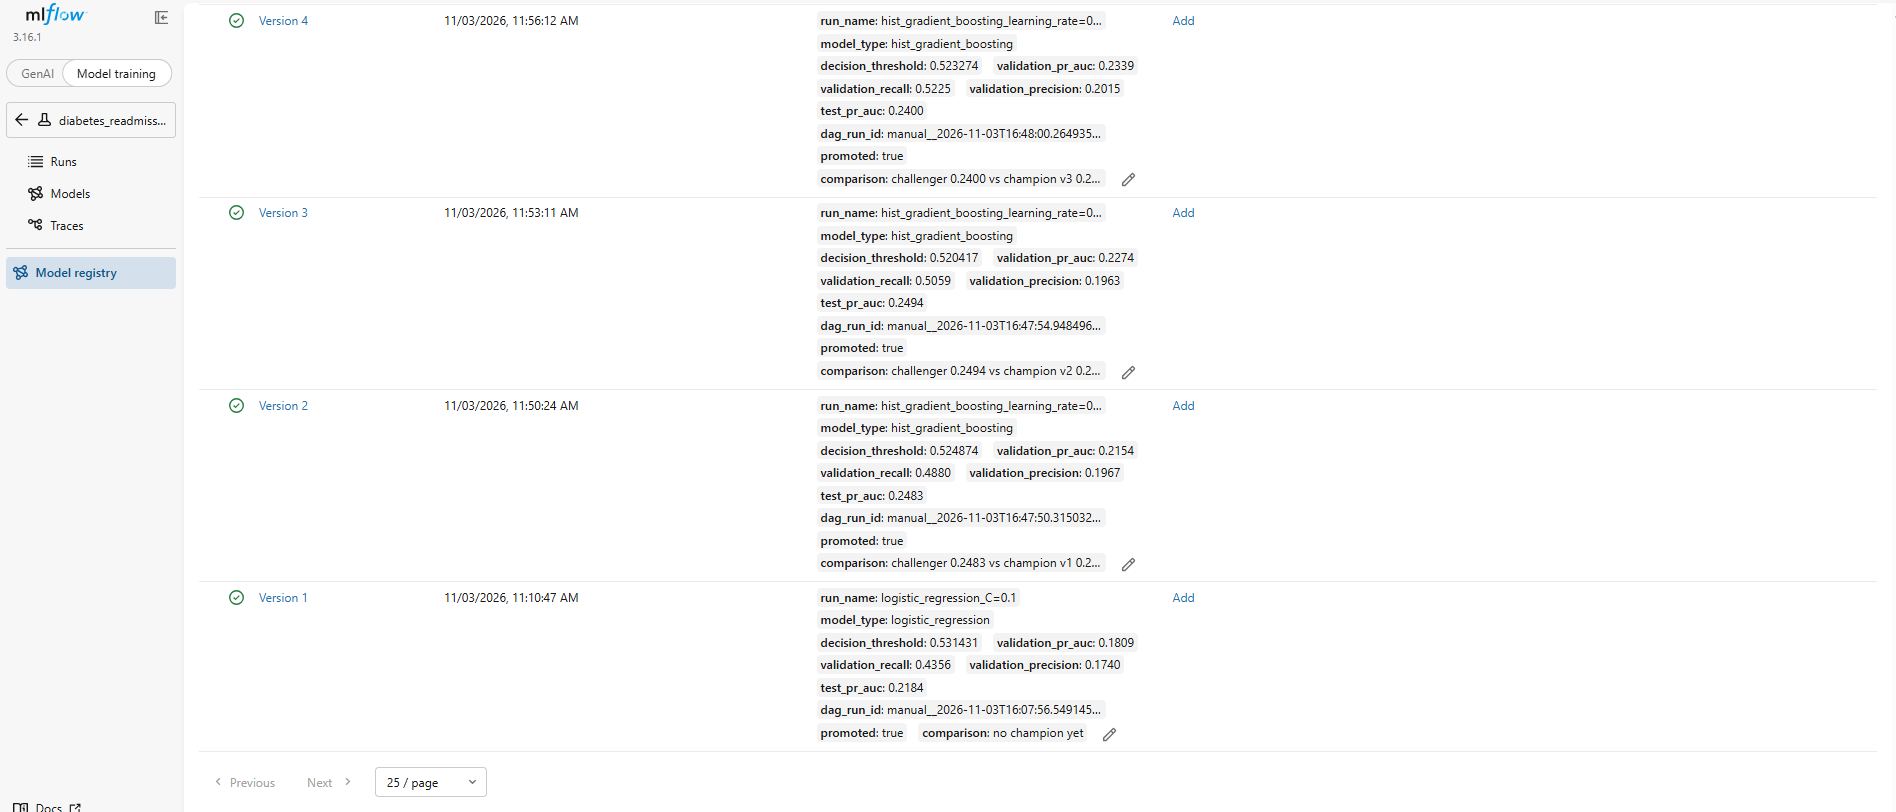 mlflow
3.16.1
GenAI Model training
diabetes_readmiss...
Runs
Models
Traces
Model registry
Docs
Version 4 11/03/2026, 11:56:12 AM run_name: hist_gradient_boosting_learning_rate=0... Add
model_type: hist_gradient_boosting
decision_threshold: 0.523274 validation_pr_auc: 0.2339
validation_recall: 0.5225 validation_precision: 0.2015
test_pr_auc: 0.2400
dag_run_id: manual__2026-11-03T16:48:00.264935...
promoted: true
comparison: challenger 0.2400 vs champion v3 0.2...
Version 3 11/03/2026, 11:53:11 AM run_name: hist_gradient_boosting_learning_rate=0... Add
model_type: hist_gradient_boosting
decision_threshold: 0.520417 validation_pr_auc: 0.2274
validation_recall: 0.5059 validation_precision: 0.1963
test_pr_auc: 0.2494
dag_run_id: manual__2026-11-03T16:47:54.948496...
promoted: true
comparison: challenger 0.2494 vs champion v2 0.2...
Version 2 11/03/2026, 11:50:24 AM run_name: hist_gradient_boosting_learning_rate=0... Add
model_type: hist_gradient_boosting
decision_threshold: 0.524874 validation_pr_auc: 0.2154
validation_recall: 0.4880 validation_precision: 0.1967
test_pr_auc: 0.2483
dag_run_id: manual__2026-11-03T16:47:50.315032...
promoted: true
comparison: challenger 0.2483 vs champion v1 0.2...
Version 1 11/03/2026, 11:10:47 AM run_name: logistic_regression_C=0.1 Add
model_type: logistic_regression
decision_threshold: 0.531431 validation_pr_auc: 0.1809
validation_recall: 0.4356 validation_precision: 0.1740
test_pr_auc: 0.2184
dag_run_id: manual__2026-11-03T16:07:56.549145...
promoted: true comparison: no champion yet
Previous Next 25 / page